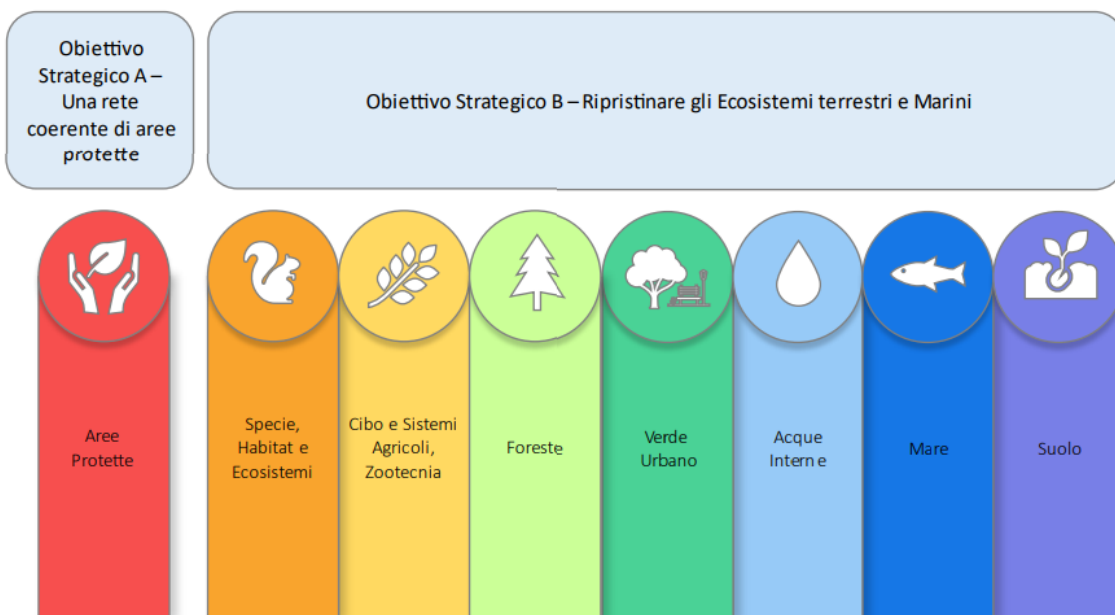 Obiettivo
Strategico A –
Una rete
coerente di aree
protette
Obiettivo Strategico B – Ripristinare gli Ecosistemi terrestri e Marini
Aree
Protette
Specie,
Habitat e
Ecosistemi
Cibo e Sistemi
Agricoli,
Zootecnia
Foreste
Verde
Urbano
Acque
Interne
Mare
Suolo